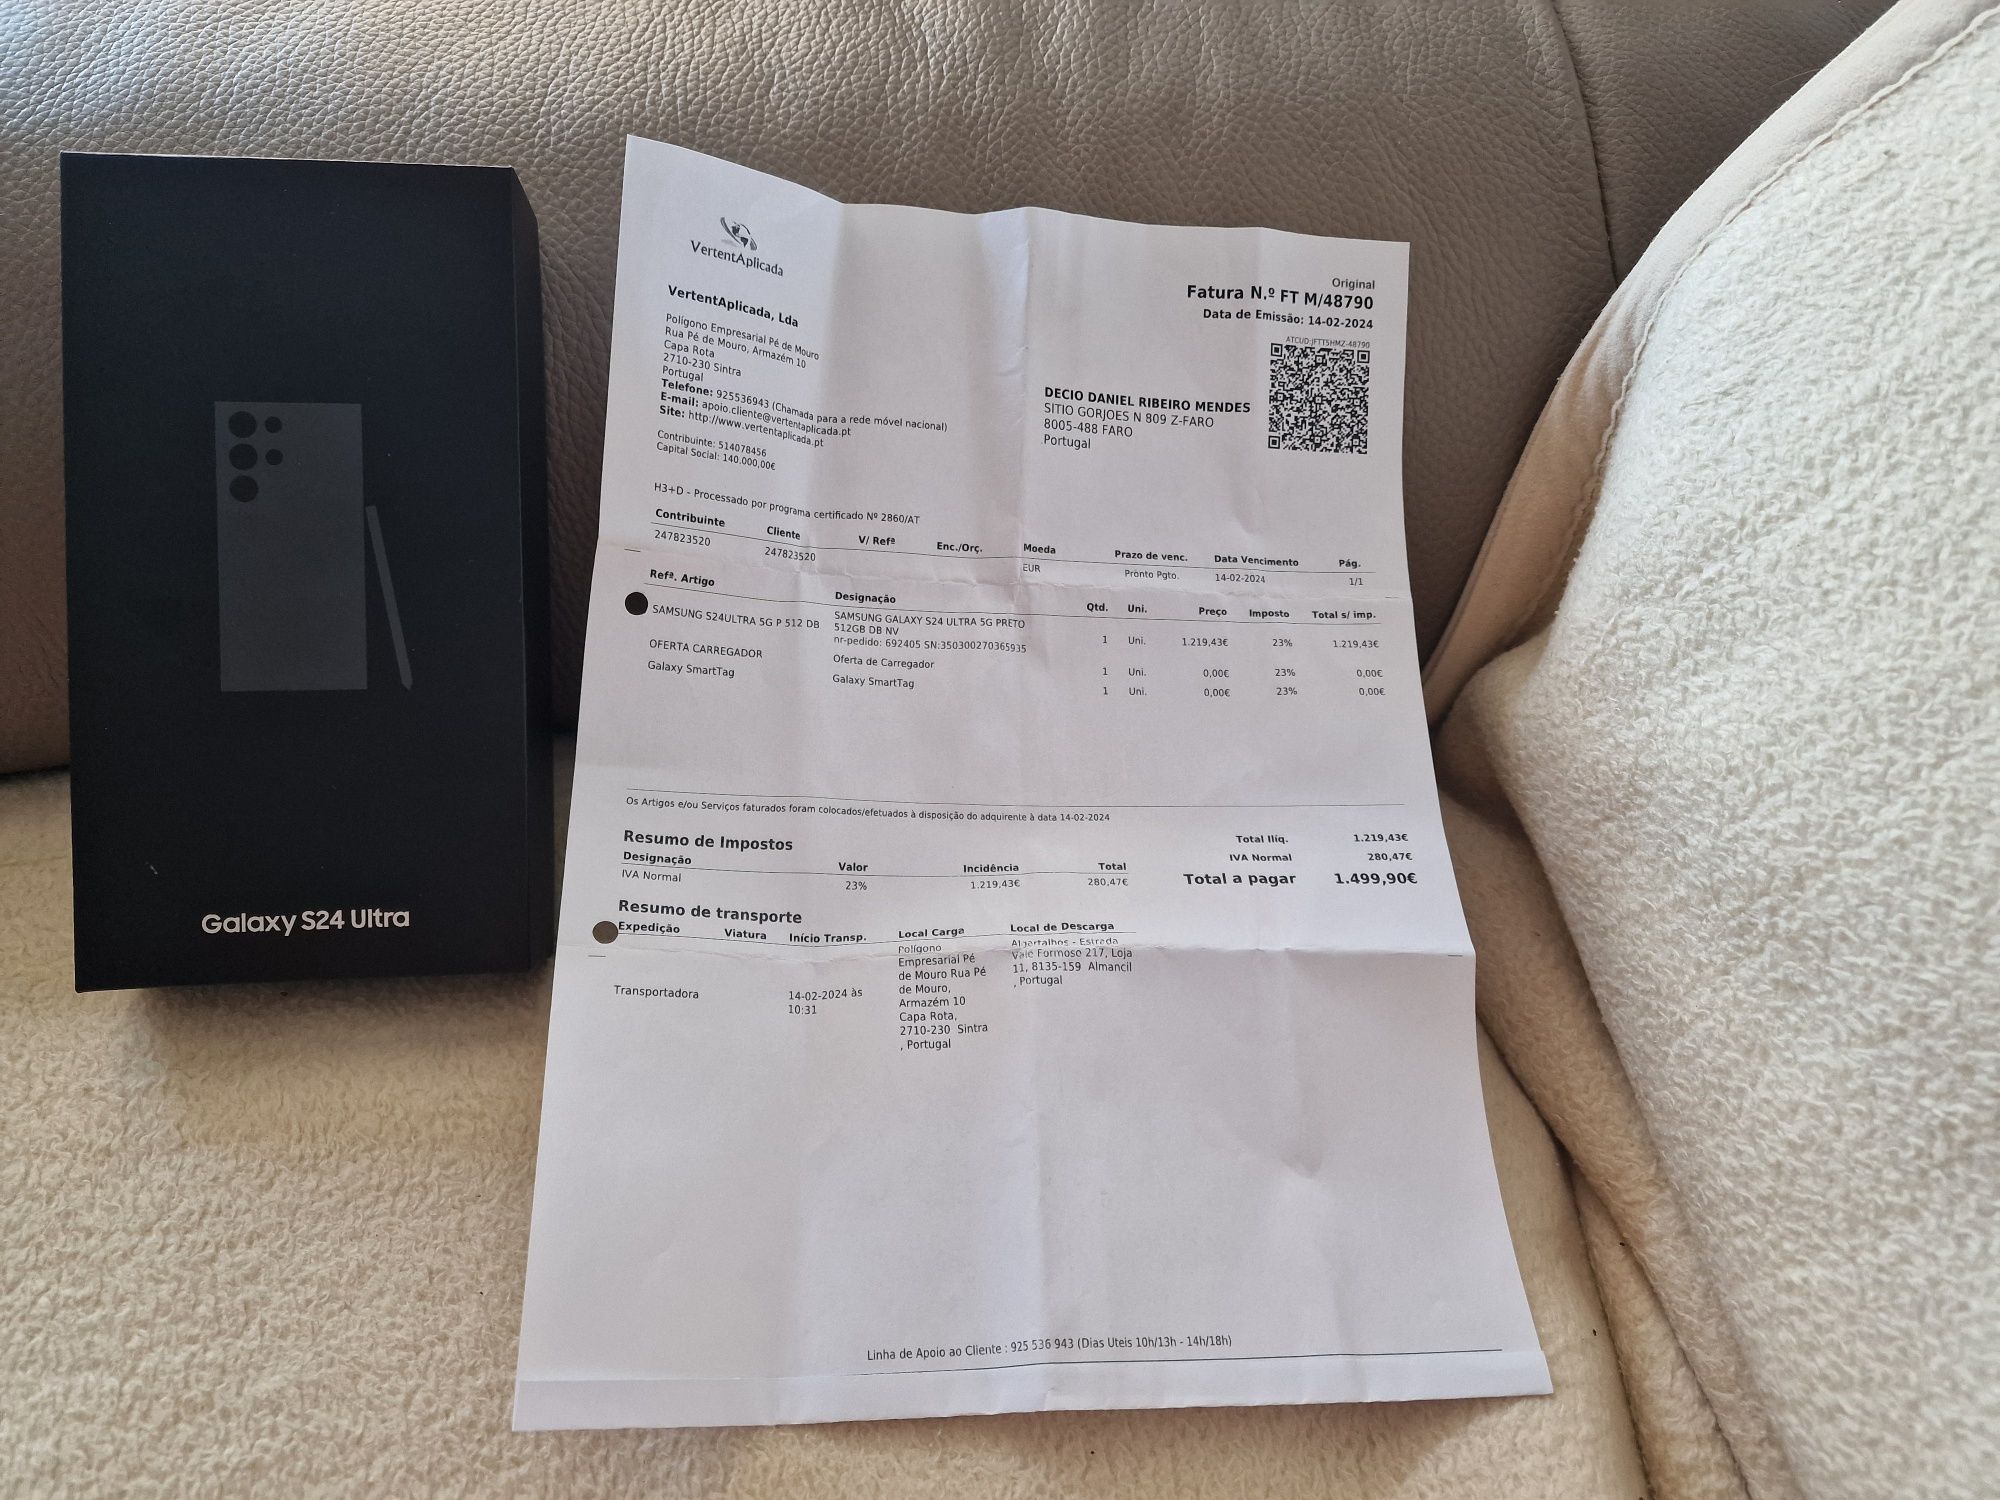 Galaxy S24 Ultra
VertentAplicada
VertentAplicada, Lda
Polígono Empresarial Pé de Mouro
Rua Pé de Mouro, Armazém 10
Capa Rota
2710-230 Sintra
Portugal
Telefone: 925536943 (Chamada para a rede móvel nacional)
E-mail: apoio.cliente@vertentaplicada.pt
Site: http://www.vertentaplicada.pt
Contribuinte: 514078456
Capital Social: 140.000,00€
Original
Fatura N.º FT M/48790
Data de Emissão: 14-02-2024
ATCUD:JFTT5HMZ-48790
DECIO DANIEL RIBEIRO MENDES
SITIO GORJOES N 809 Z-FARO
8005-488 FARO
Portugal
H3+D - Processado por programa certificado Nº 2860/AT
Contribuinte Cliente V/ Refª Enc./Orç. Moeda Prazo de venc. Data Vencimento Pág.
247823520 247823520 EUR Pronto Pgto. 14-02-2024 1/1
Refª. Artigo Designação Qtd. Uni. Preço Imposto Total s/ imp.
SAMSUNG S24ULTRA 5G P 512 DB SAMSUNG GALAXY S24 ULTRA 5G PRETO 1 Uni. 1.219,43€ 23% 1.219,43€
512GB DB NV
nr-pedido: 692405 SN:350300270365935
OFERTA CARREGADOR Oferta de Carregador 1 Uni. 0,00€ 23% 0,00€
Galaxy SmartTag Galaxy SmartTag 1 Uni. 0,00€ 23% 0,00€
Os Artigos e/ou Serviços faturados foram colocados/efetuados à disposição do adquirente à data 14-02-2024
Resumo de Impostos
Designação Valor Incidência Total
IVA Normal 23% 1.219,43€ 280,47€
Total Ilíq. 1.219,43€
IVA Normal 280,47€
Total a pagar 1.499,90€
Resumo de transporte
Expedição Viatura Início Transp. Local Carga Local de Descarga
Transportadora
14-02-2024 às
10:31
Polígono
Empresarial Pé
de Mouro Rua Pé
de Mouro,
Armazém 10
Capa Rota,
2710-230 Sintra
, Portugal
Algartalhos - Estrada
Vale Formoso 217, Loja
11, 8135-159 Almancil
, Portugal
Linha de Apoio ao Cliente : 925 536 943 (Dias Uteis 10h/13h - 14h/18h)